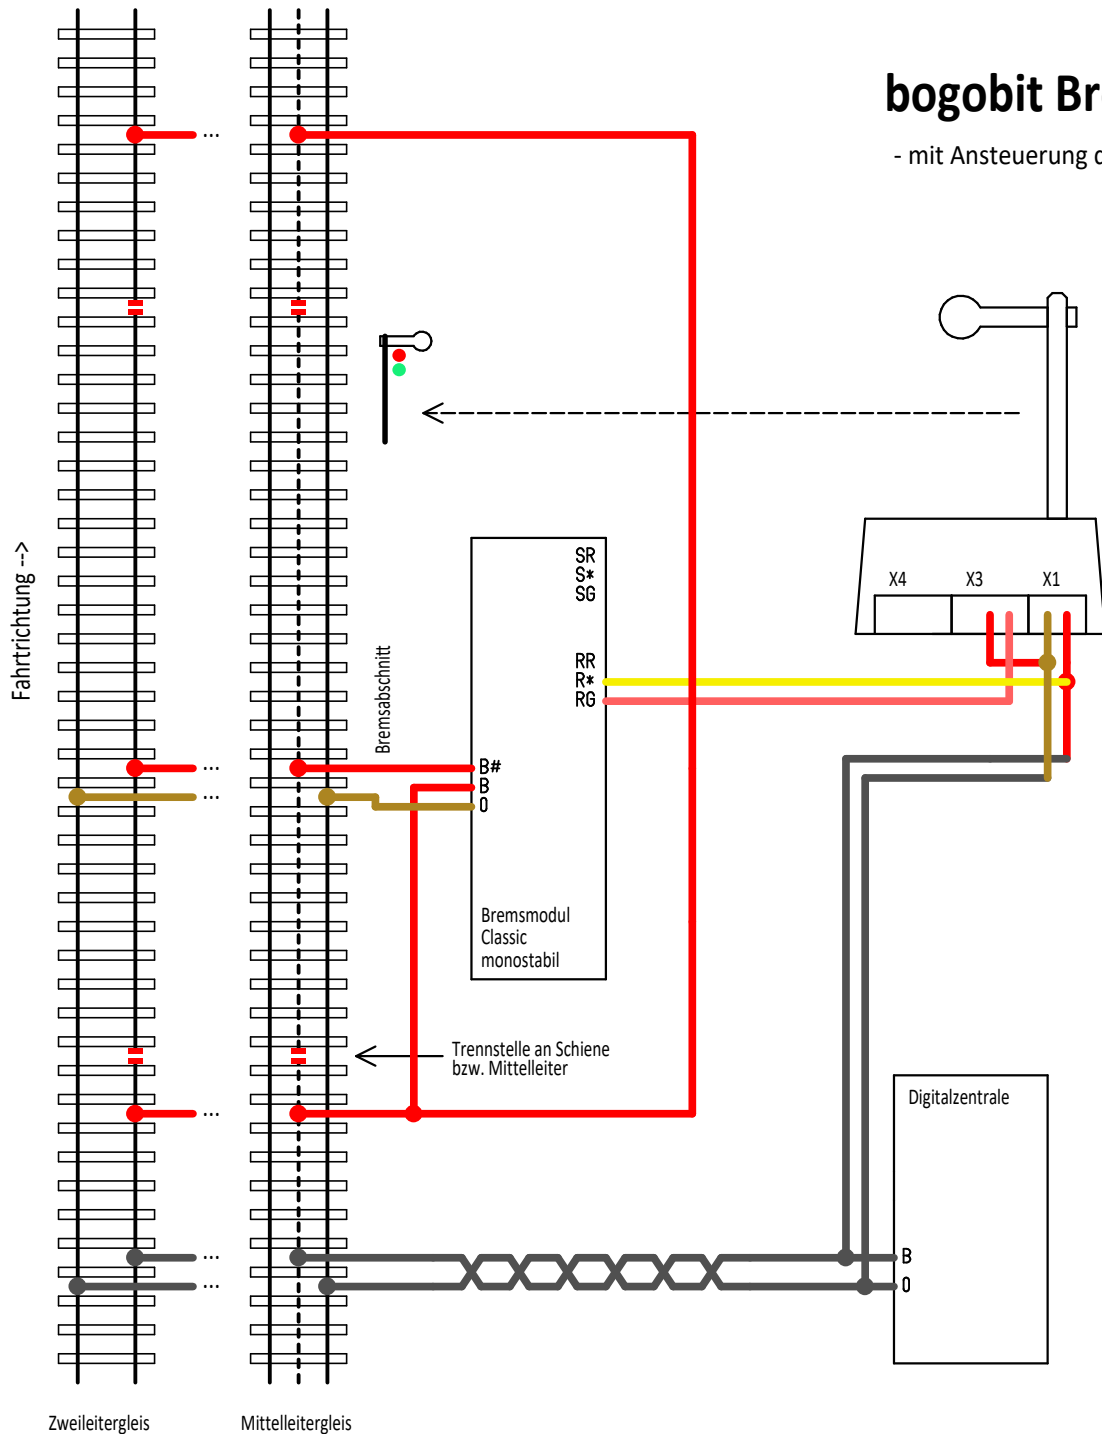 bogobit Br
- mit Ansteuerung d
...
...
...
...
...
...
Fahrtrichtung -->
Bremsabschnitt
SR
S*
SG
RR
R*
RG
B#
B
0
Bremsmodul
Classic
monostabil
X4
X3
X1
Trennstelle an Schiene
bzw. Mittelleiter
Digitalzentrale
B
0
Zweileitergleis
Mittelleitergleis